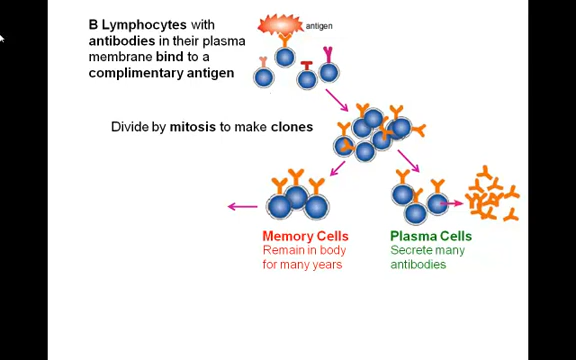 B Lymphocytes with
antibodies in their plasma
membrane bind to a
complimentary antigen
antigen
Divide by mitosis to make clones
Memory Cells
Remain in body
for many years
Plasma Cells
Secrete many
antibodies